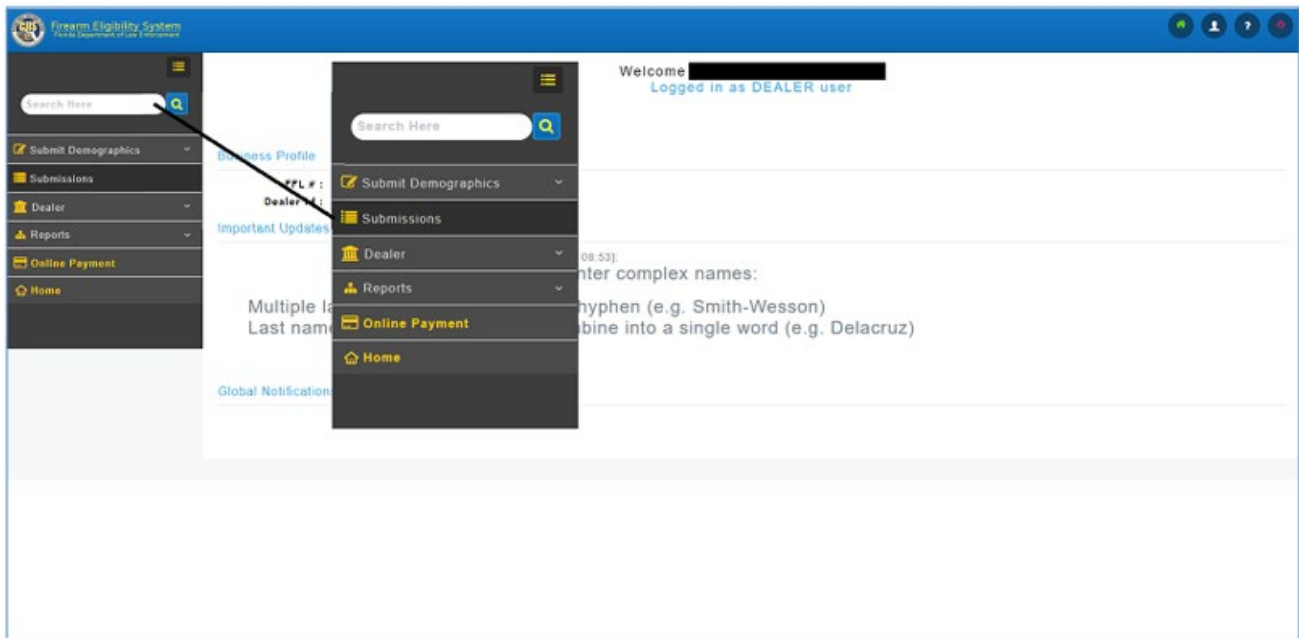 CJIS
Firearm Eligibility System
Florida Department of Law Enforcement
Search Here
Submit Demographics
Submissions
Dealer
Reports
Online Payment
Home
Search Here
Submit Demographics
Submissions
Dealer
Reports
Online Payment
Home
Welcome
Logged in as DEALER user
Business Profile
FFL # :
Dealer Id :
Important Updates
08:53]:
nter complex names:
Multiple la hyphen (e.g. Smith-Wesson)
Last name bine into a single word (e.g. Delacruz)
Global Notification